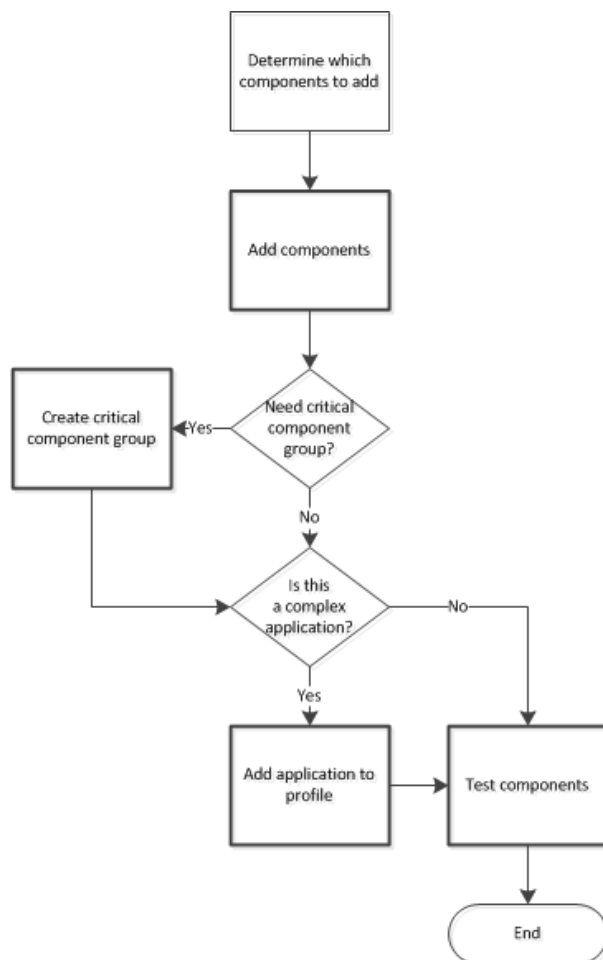 Determine which
components to add
Add components
Create critical
component group
Yes
Need critical
component
group?
No
Is this
a complex
application?
No
Yes
Add application to
profile
Test components
End